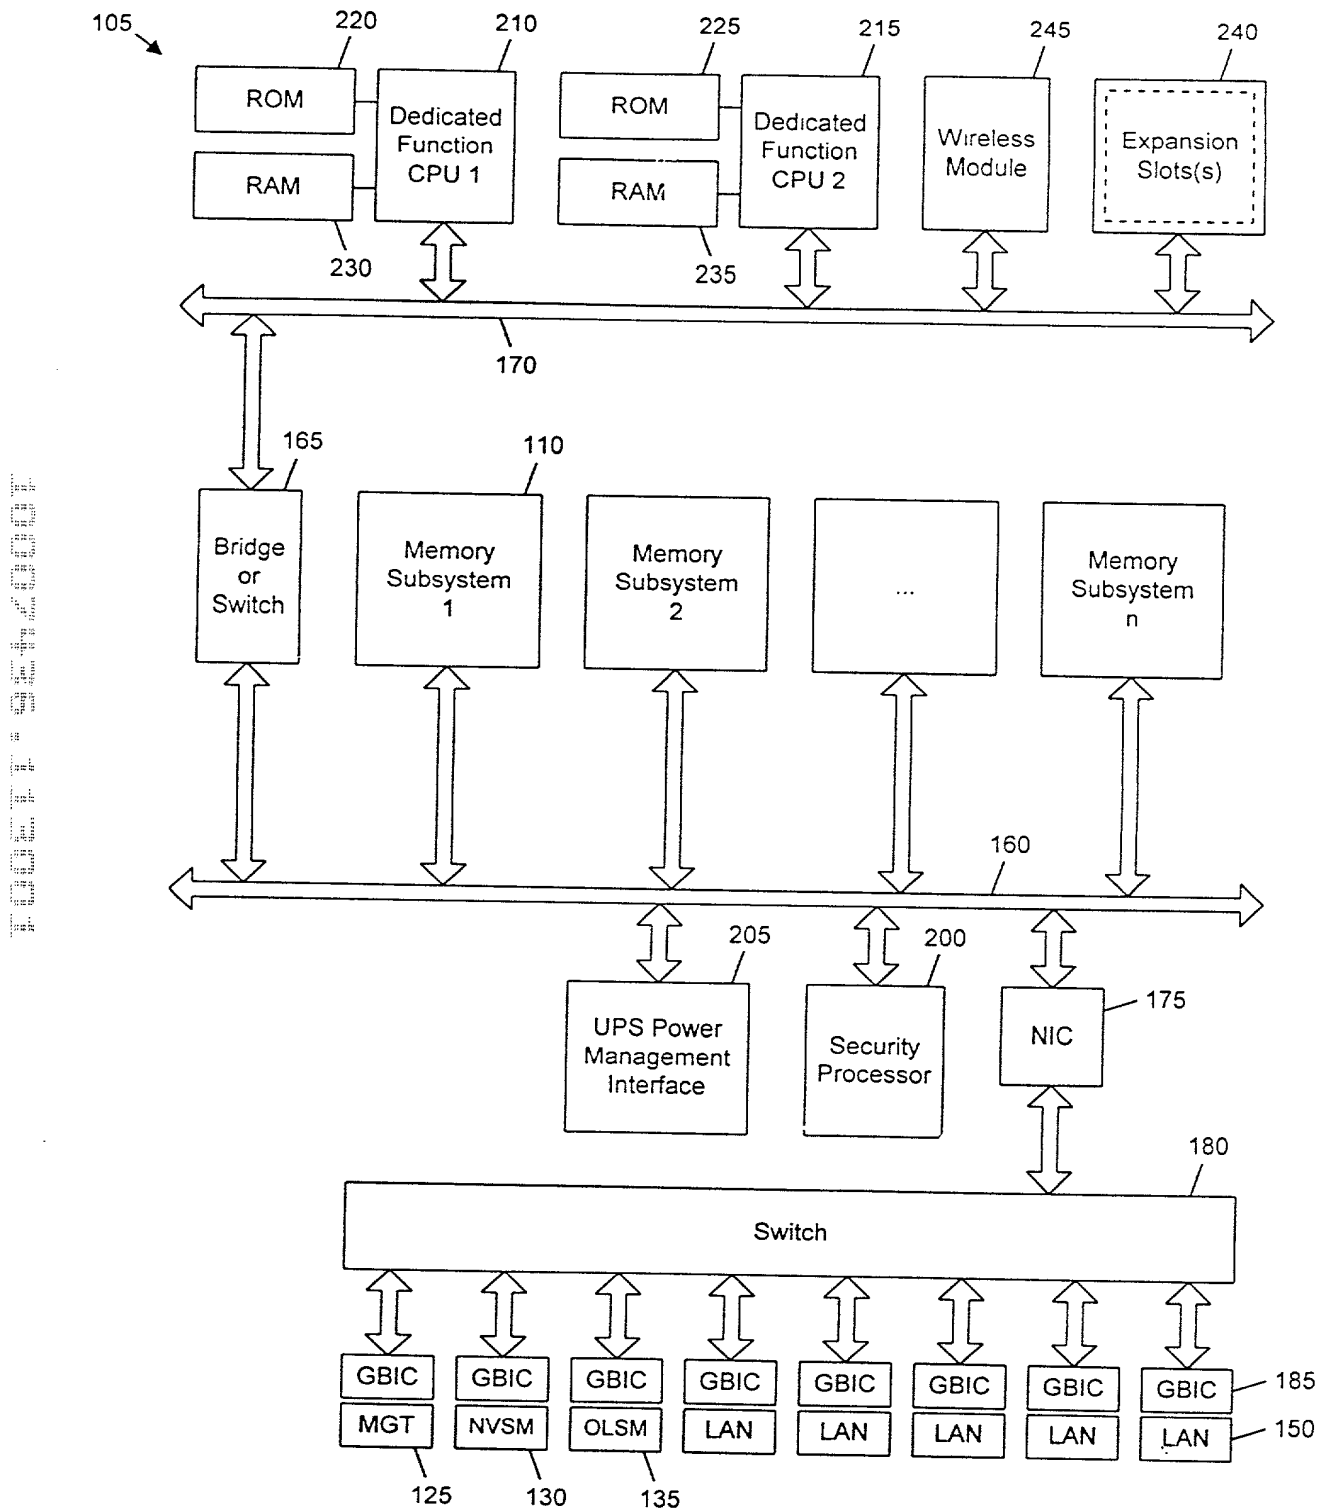 105
220
210
225
215
245
240
ROM
Dedicated
Function
CPU 1
RAM
230
ROM
Dedicated
Function
CPU 2
RAM
235
Wireless
Module
Expansion
Slots(s)
170
165
110
Bridge
or
Switch
Memory
Subsystem
1
Memory
Subsystem
2
...
Memory
Subsystem
n
160
205
200
175
UPS Power
Management
Interface
Security
Processor
NIC
180
Switch
GBIC GBIC GBIC GBIC GBIC GBIC GBIC GBIC 185
MGT NVSM OLSM LAN LAN LAN LAN LAN 150
125 130 135